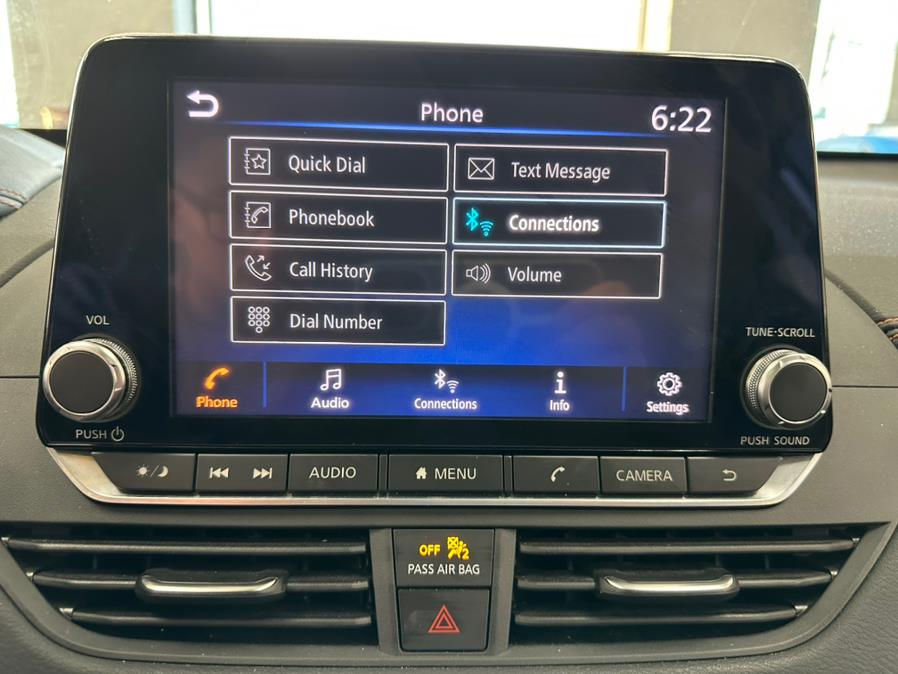 Phone
6:22
Quick Dial
Text Message
Phonebook
Connections
Call History
Volume
Dial Number
VOL
TUNE·SCROLL
Phone
Audio
Connections
Info
Settings
PUSH
PUSH SOUND
AUDIO
MENU
CAMERA
OFF 2
PASS AIR BAG